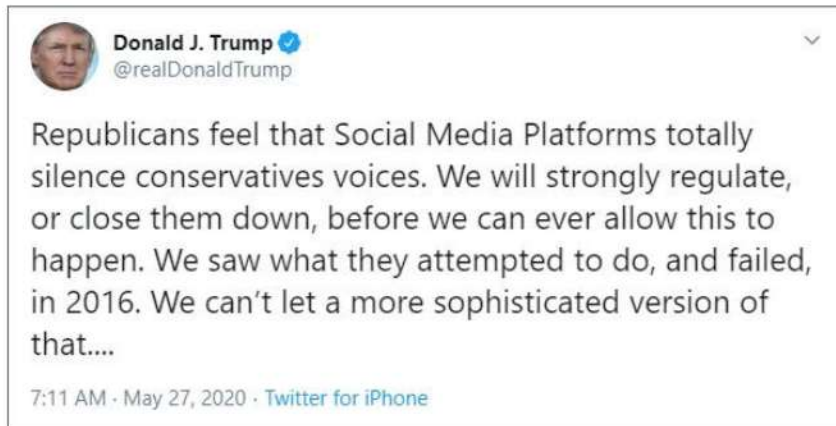 Donald J. Trump
@realDonaldTrump
Republicans feel that Social Media Platforms totally
silence conservatives voices. We will strongly regulate,
or close them down, before we can ever allow this to
happen. We saw what they attempted to do, and failed,
in 2016. We can't let a more sophisticated version of
that....
7:11 AM · May 27, 2020 · Twitter for iPhone